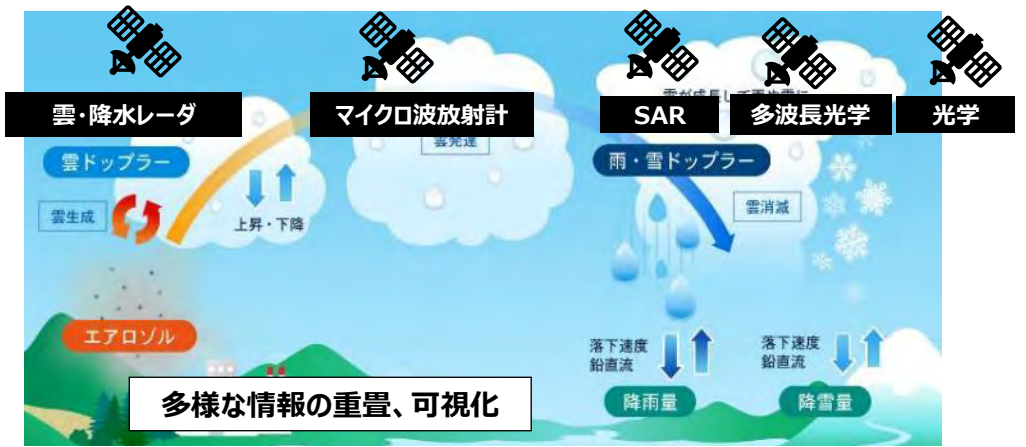 雲・降水レーダ
マイクロ波放射計
SAR
多波長光学
光学
雲ドップラー
雲発達
雨・雪ドップラー
雲生成
上昇・下降
雲消滅
エアロゾル
落下速度
鉛直流
落下速度
鉛直流
多様な情報の重畳、可視化
降雨量
降雪量